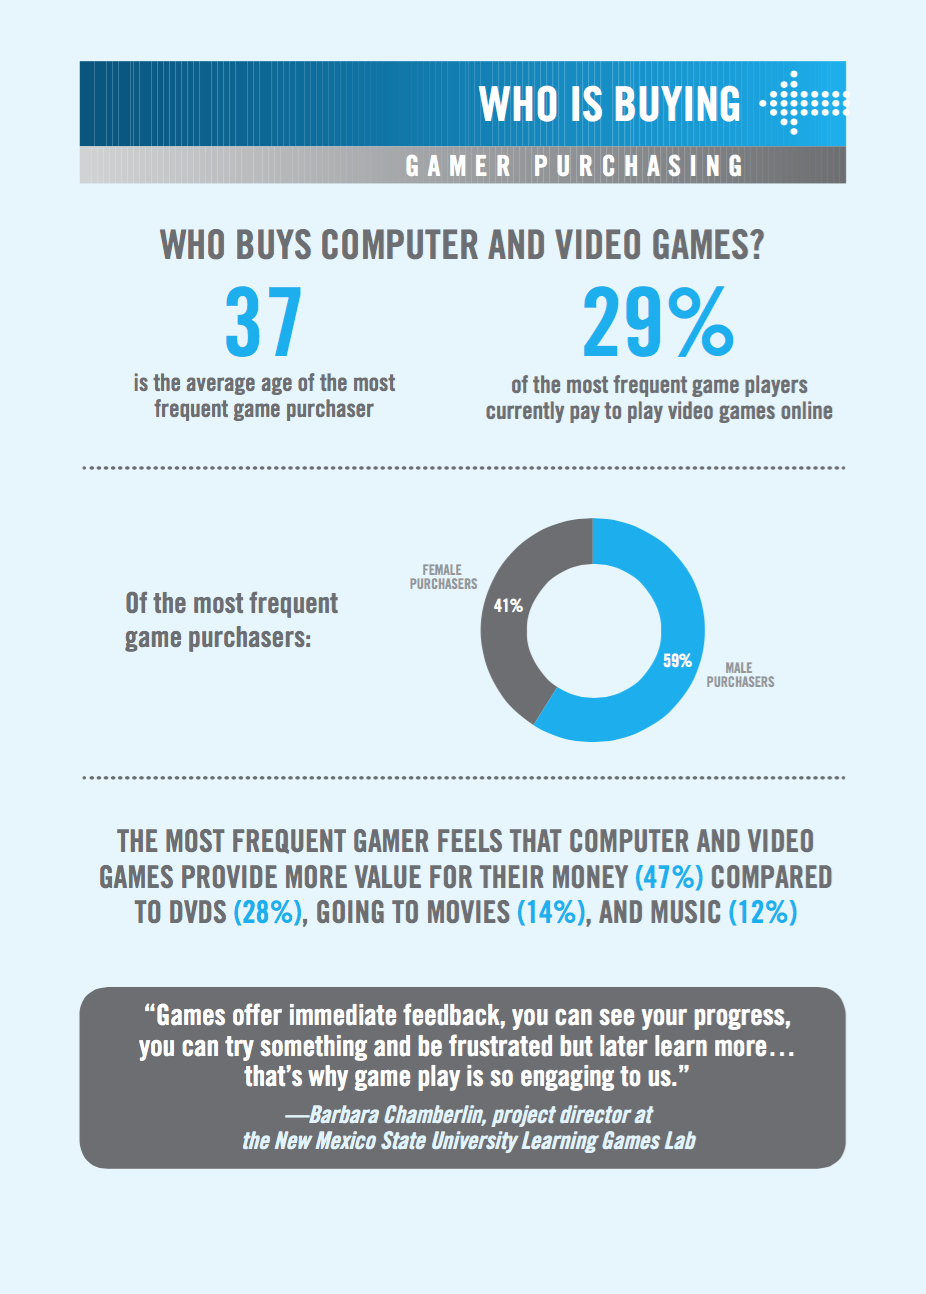 WHO IS BUYING
GAMER PURCHASING
WHO BUYS COMPUTER AND VIDEO GAMES?
37
is the average age of the most
frequent game purchaser
29%
of the most frequent game players
currently pay to play video games online
Of the most frequent
game purchasers:
FEMALE
PURCHASERS
41%
59%
MALE
PURCHASERS
THE MOST FREQUENT GAMER FEELS THAT COMPUTER AND VIDEO
GAMES PROVIDE MORE VALUE FOR THEIR MONEY (47%) COMPARED
TO DVDS (28%), GOING TO MOVIES (14%), AND MUSIC (12%)
“Games offer immediate feedback, you can see your progress,
you can try something and be frustrated but later learn more...
that’s why game play is so engaging to us.”
—Barbara Chamberlin, project director at
the New Mexico State University Learning Games Lab